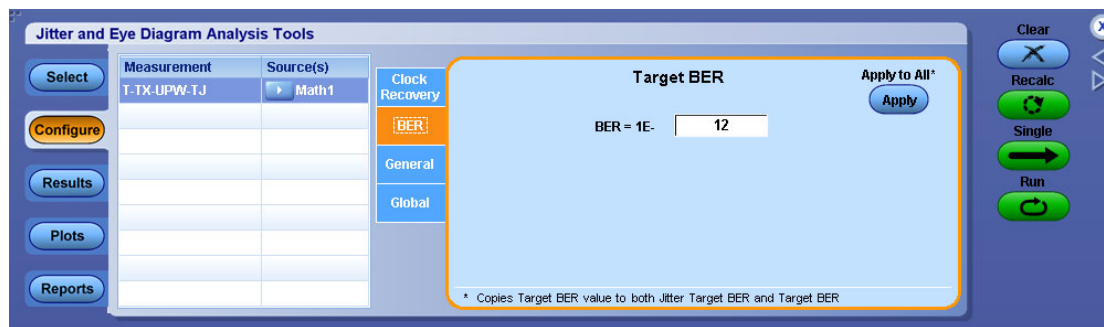 Jitter and Eye Diagram Analysis Tools
Select
Configure
Results
Plots
Reports
Measurement Source(s)
T-TX-UPW-TJ Math1
Clock
Recovery
BER
General
Global
Target BER
BER = 1E- 12
Apply to All*
Apply
* Copies Target BER value to both Jitter Target BER and Target BER
Clear
Recalc
Single
Run